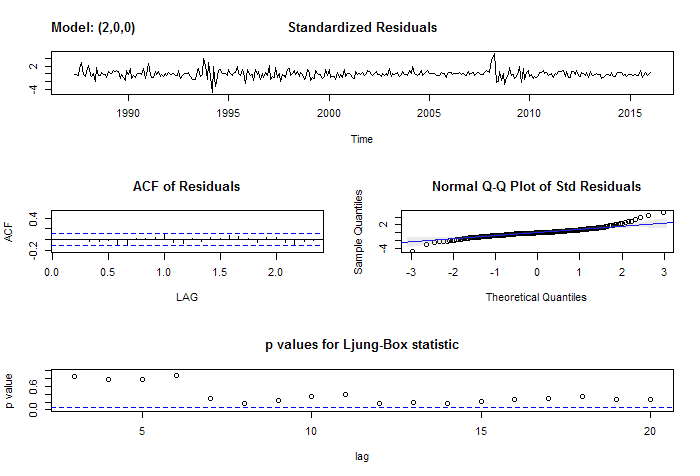 Model: (2,0,0)
Standardized Residuals
2
-4
1990 1995 2000 2005 2010 2015
Time
ACF of Residuals
ACF
0.4
-0.2
0.0 0.5 1.0 1.5 2.0
LAG
Normal Q-Q Plot of Std Residuals
Sample Quantiles
2
-4
-3 -2 -1 0 1 2 3
Theoretical Quantiles
p values for Ljung-Box statistic
p value
0.6
0.0
5 10 15 20
lag